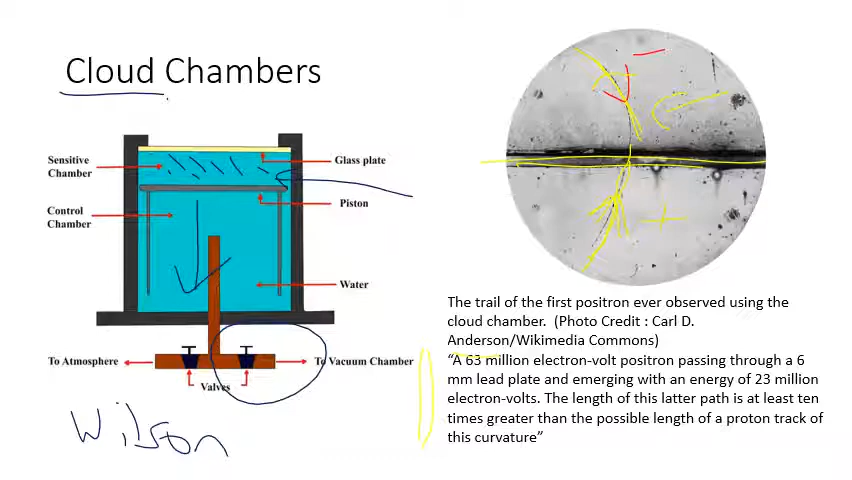 Cloud Chambers
Sensitive
Chamber
Glass plate
Control
Chamber
Piston
Water
To Atmosphere
To Vacuum Chamber
Valves
Wilson
The trail of the first positron ever observed using the
cloud chamber.  (Photo Credit : Carl D.
Anderson/Wikimedia Commons)
“A 63 million electron-volt positron passing through a 6
mm lead plate and emerging with an energy of 23 million
electron-volts. The length of this latter path is at least ten
times greater than the possible length of a proton track of
this curvature”